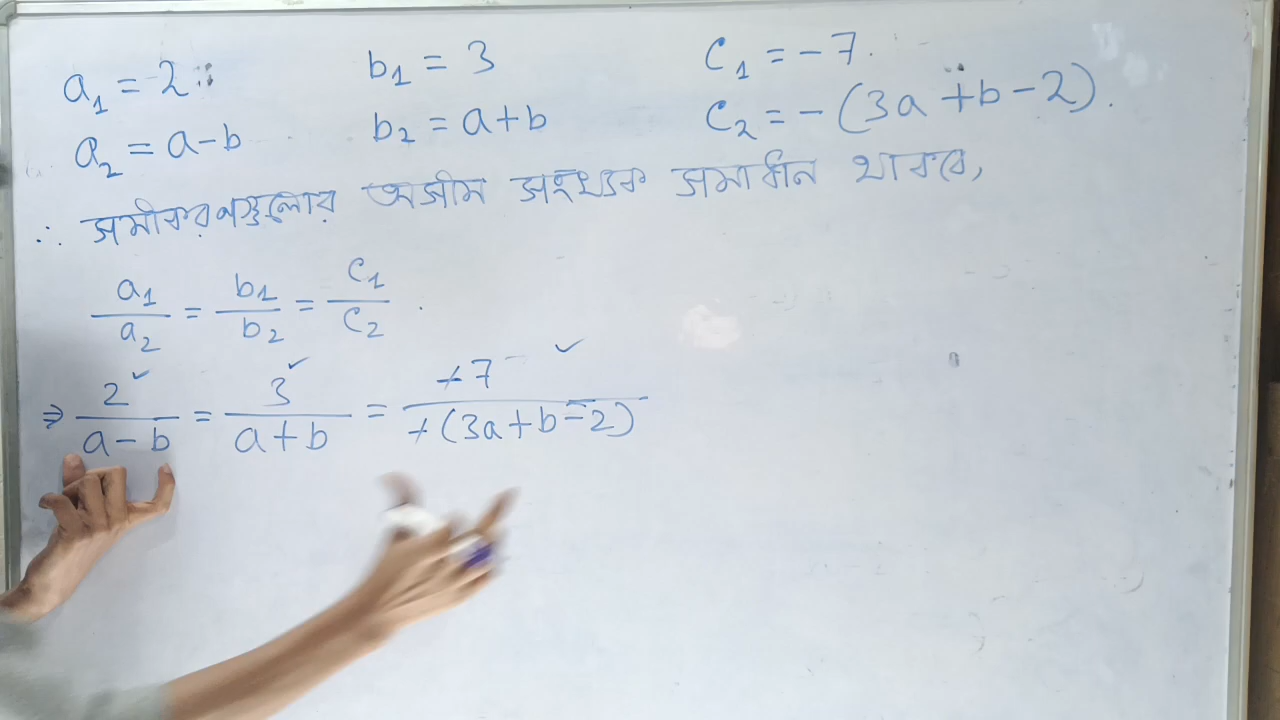 a₁ = 2 b₁ = 3 c₁ = -7
a₂ = a-b b₂ = a+b c₂ = -(3a+b-2).
∴ সমীকরণগুলোর অসীম সংখ্যক সমাধান থাকবে,
a₁/a₂ = b₁/b₂ = c₁/c₂
⇒ 2/(a-b) = 3/(a+b) = +7/+(3a+b-2)